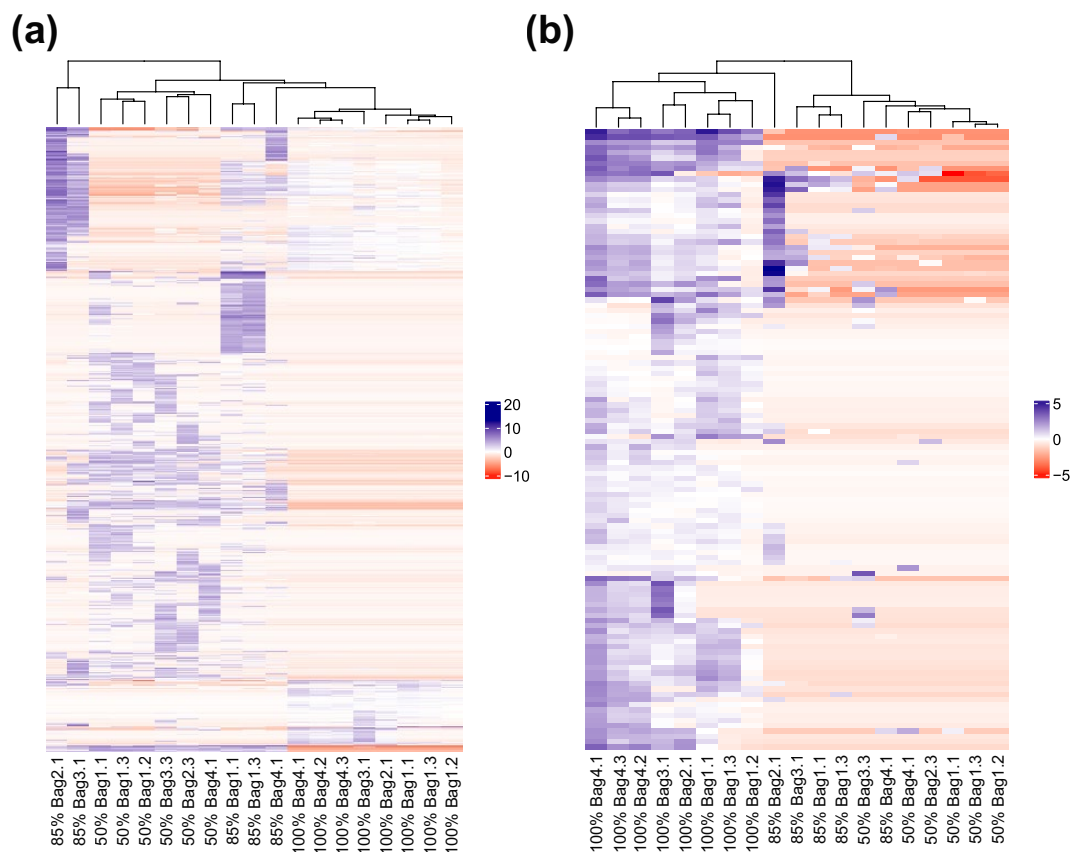 (a)
(b)
20
10
0
−10
5
0
−5
85% Bag2.1
85% Bag3.1
50% Bag1.1
50% Bag1.3
50% Bag1.2
50% Bag3.3
50% Bag2.3
50% Bag4.1
85% Bag1.1
85% Bag1.3
85% Bag4.1
100% Bag4.1
100% Bag4.2
100% Bag4.3
100% Bag3.1
100% Bag2.1
100% Bag1.1
100% Bag1.3
100% Bag1.2
100% Bag4.1
100% Bag4.3
100% Bag4.2
100% Bag3.1
100% Bag2.1
100% Bag1.1
100% Bag1.3
100% Bag1.2
85% Bag2.1
85% Bag3.1
85% Bag1.1
85% Bag1.3
50% Bag3.3
85% Bag4.1
50% Bag4.1
50% Bag2.3
50% Bag1.1
50% Bag1.3
50% Bag1.2